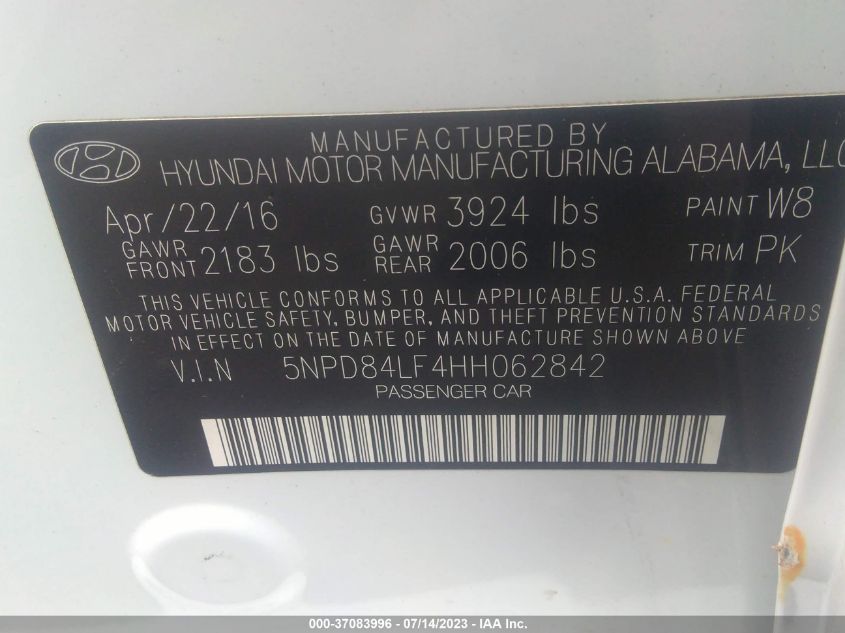 MANUFACTURED BY
HYUNDAI MOTOR MANUFACTURING ALABAMA, LLC
Apr/22/16 GVWR 3924 lbs PAINT W8
GAWR FRONT 2183 lbs GAWR REAR 2006 lbs TRIM PK
THIS VEHICLE CONFORMS TO ALL APPLICABLE U.S.A. FEDERAL
MOTOR VEHICLE SAFETY, BUMPER, AND THEFT PREVENTION STANDARDS
IN EFFECT ON THE DATE OF MANUFACTURE SHOWN ABOVE
V.I.N 5NPD84LF4HH062842
PASSENGER CAR
000-37083996 - 07/14/2023 - IAA Inc.